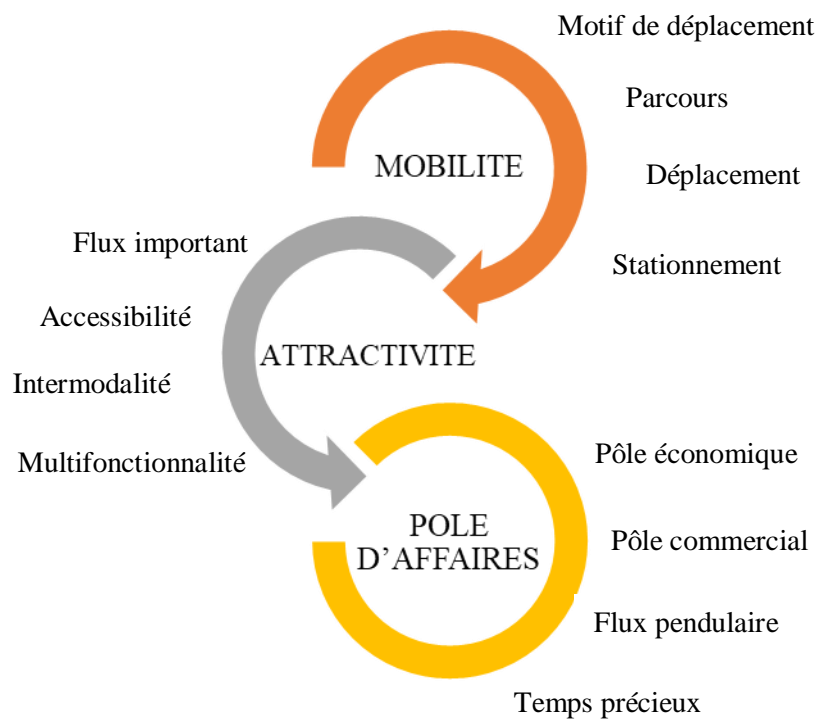 Motif de déplacement
Parcours
MOBILITE
Déplacement
Stationnement
Flux important
Accessibilité
ATTRACTIVITE
Intermodalité
Multifonctionnalité
Pôle économique
POLE
D’AFFAIRES
Pôle commercial
Flux pendulaire
Temps précieux